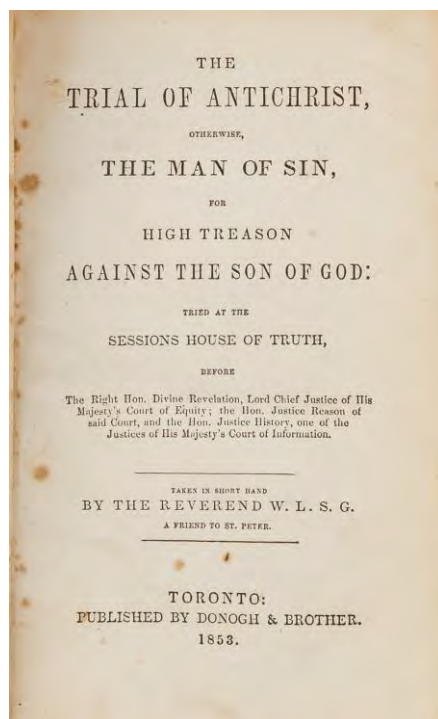 THE
TRIAL OF ANTICHRIST,
OTHERWISE,
THE MAN OF SIN,
FOR
HIGH TREASON
AGAINST THE SON OF GOD:
TRIED AT THE
SESSIONS HOUSE OF TRUTH,
BEFORE
The Right Hon. Divine Revelation, Lord Chief Justice of His
Majesty's Court of Equity; the Hon. Justice Reason of
said Court, and the Hon. Justice History, one of the
Justices of His Majesty's Court of Information.
TAKEN IN SHORT HAND
BY THE REVEREND W. L. S. G.
A FRIEND TO ST. PETER.
TORONTO:
PUBLISHED BY DONOGH & BROTHER.
1853.